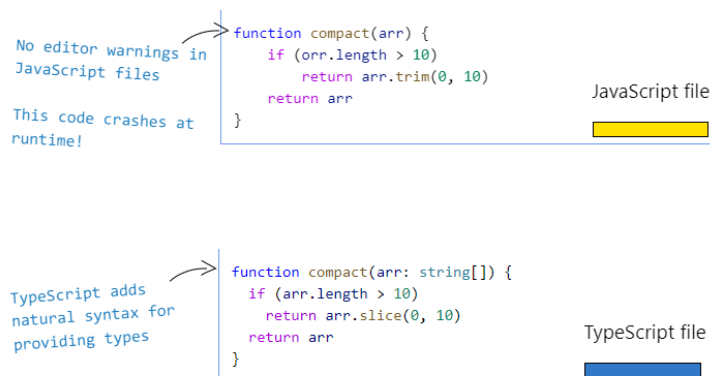 No editor warnings in
JavaScript files
This code crashes at
runtime!
function compact(arr) {
if (orr.length > 10)
return arr.trim(0, 10)
return arr
}
JavaScript file
TypeScript adds
natural syntax for
providing types
function compact(arr: string[]) {
if (arr.length > 10)
return arr.slice(0, 10)
return arr
}
TypeScript file